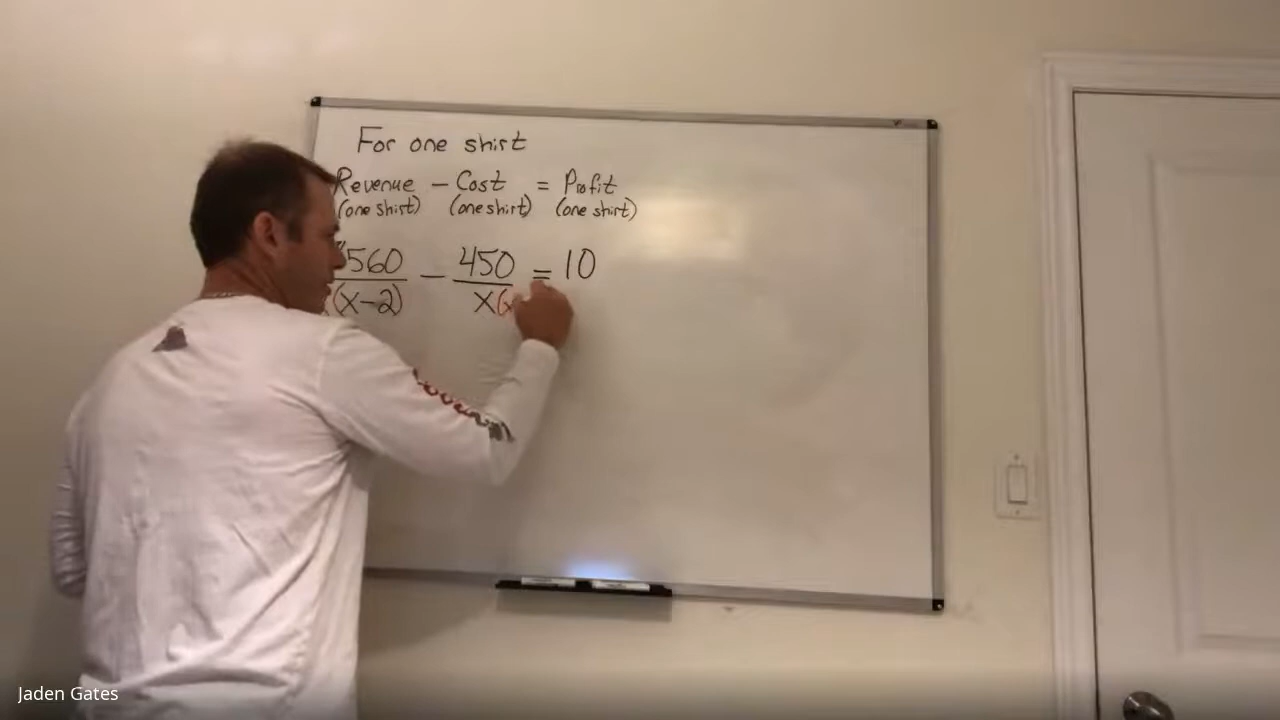 For one shirt
Revenue - Cost = Profit
(one shirt) (one shirt) (one shirt)
560 - 450 = 10
(x-2) x(
Jaden Gates